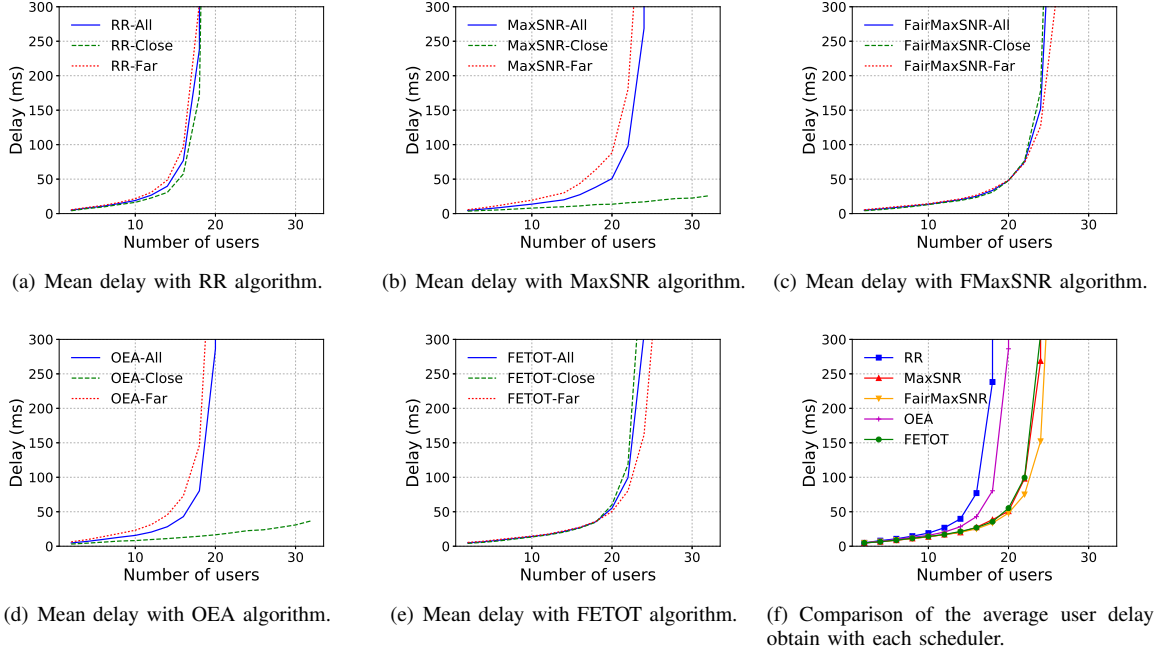 300
250
200
150
100
50
0
Delay (ms)
RR-All
RR-Close
RR-Far
10
20
30
Number of users
(a) Mean delay with RR algorithm.
300
250
200
150
100
50
0
Delay (ms)
MaxSNR-All
MaxSNR-Close
MaxSNR-Far
10
20
30
Number of users
(b) Mean delay with MaxSNR algorithm.
300
250
200
150
100
50
0
Delay (ms)
FairMaxSNR-All
FairMaxSNR-Close
FairMaxSNR-Far
10
20
30
Number of users
(c) Mean delay with FMaxSNR algorithm.
300
250
200
150
100
50
0
Delay (ms)
OEA-All
OEA-Close
OEA-Far
10
20
30
Number of users
(d) Mean delay with OEA algorithm.
300
250
200
150
100
50
0
Delay (ms)
FETOT-All
FETOT-Close
FETOT-Far
10
20
30
Number of users
(e) Mean delay with FETOT algorithm.
300
250
200
150
100
50
0
Delay (ms)
RR
MaxSNR
FairMaxSNR
OEA
FETOT
10
20
30
Number of users
(f) Comparison of the average user delay
obtain with each scheduler.